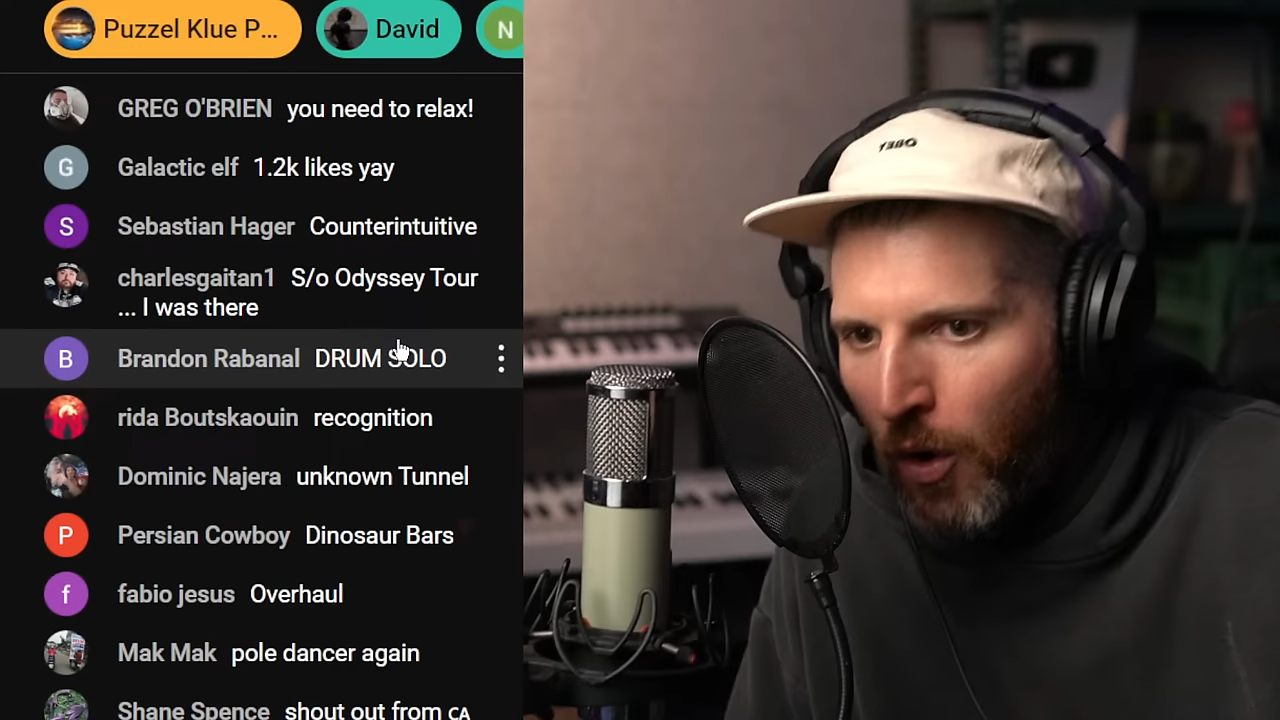 Puzzel Klue P...
David
N
GREG O'BRIEN you need to relax!
G
Galactic elf 1.2k likes yay
S
Sebastian Hager Counterintuitive
charlesgaitan1 S/o Odyssey Tour
... I was there
B
Brandon Rabanal DRUM SOLO
rida Boutskaouin recognition
Dominic Najera unknown Tunnel
P
Persian Cowboy Dinosaur Bars
f
fabio jesus Overhaul
Mak Mak pole dancer again
Shane Spence shout out from ᴄᴀ
OBEY